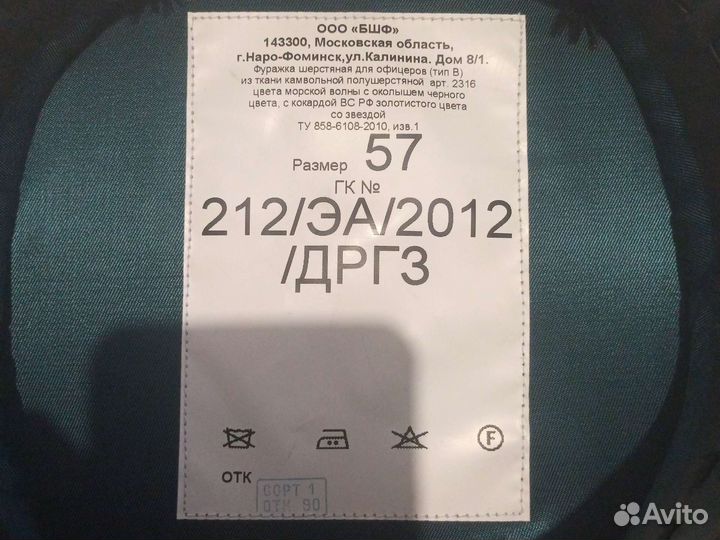 ООО «БШФ»
143300, Московская область,
г.Наро-Фоминск,ул.Калинина. Дом 8/1.
Фуражка шерстяная для офицеров (тип В)
из ткани камвольной полушерстяной арт. 2316
цвета морской волны с околышем черного
цвета, с кокардой ВС РФ золотистого цвета
со звездой
ТУ 858-6108-2010, изв.1
Размер 57
ГК №
212/ЭА/2012
/ДРГЗ
F
ОТК
СОРТ 1
ОТК 90
Avito